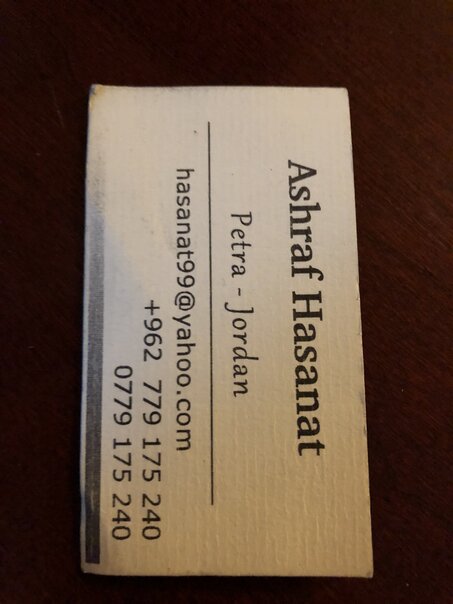 Ashraf Hasanat
Petra - Jordan
hasanat99@yahoo.com
+962 779 175 240
0779 175 240